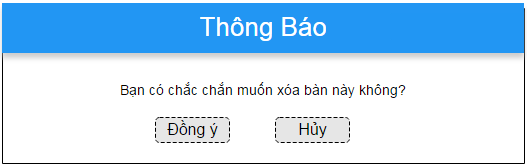 Thông Báo
Bạn có chắc chắn muốn xóa bàn này không?
Đồng ý Hủy